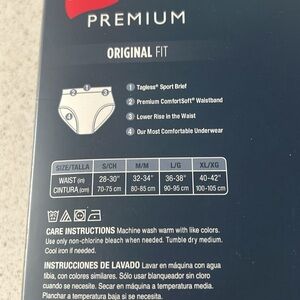 PREMIUM
ORIGINAL FIT
1 Tagless® Sport Brief
2 Premium ComfortSoft® Waistband
3 Lower Rise in the Waist
4 Our Most Comfortable Underwear
1 2 3
4
SIZE/TALLA S/CH M/M L/G XL/XG
WAIST (in) 28-30" 32-34" 36-38" 40-42"
CINTURA (cm) 70-75 cm 80-85 cm 90-95 cm 100-105 cm
CARE INSTRUCTIONS Machine wash warm with like colors.
Use only non-chlorine bleach when needed. Tumble dry medium.
Cool iron if needed.
INSTRUCCIONES DE LAVADO Lavar en máquina con agua
tibia, con colores similares. Sólo usar blanqueador sin cloro
cuando se necesite. Secar en máquina a temperatura media.
Planchar a temperatura baja si se neces